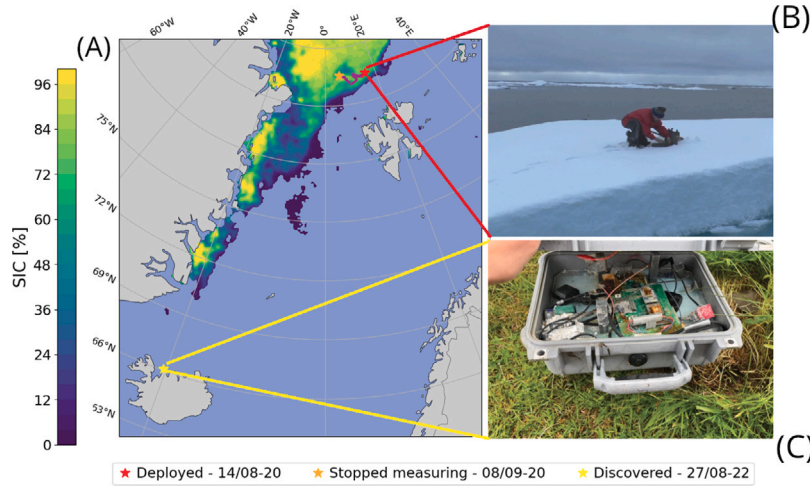 (A)
(B)
60°W
40°W
20°W
0°
20°E
40°E
75°N
72°N
69°N
66°N
53°N
SIC [%]
96
84
72
60
48
36
24
12
0
(C)
Deployed - 14/08-20
Stopped measuring - 08/09-20
Discovered - 27/08-22